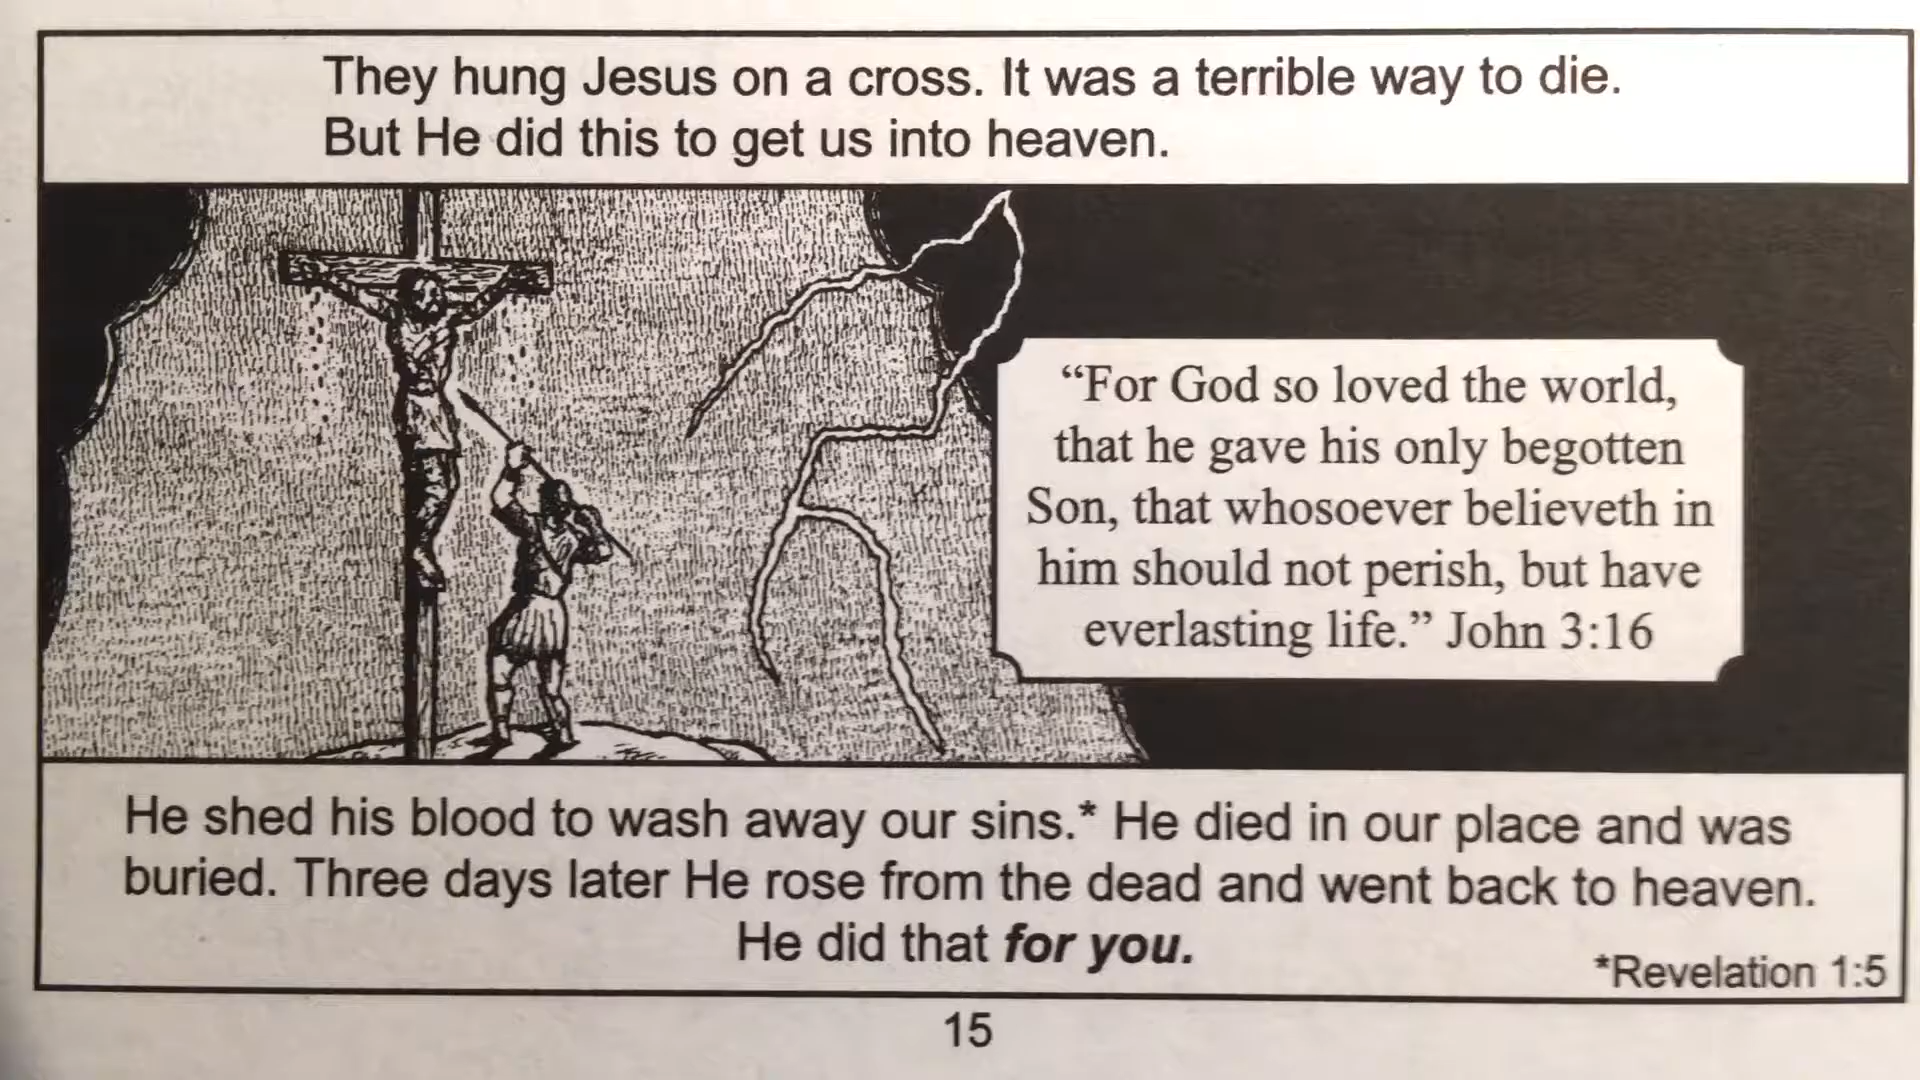 They hung Jesus on a cross. It was a terrible way to die.
But He did this to get us into heaven.
“For God so loved the world,
that he gave his only begotten
Son, that whosoever believeth in
him should not perish, but have
everlasting life.” John 3:16
He shed his blood to wash away our sins.* He died in our place and was
buried. Three days later He rose from the dead and went back to heaven.
He did that for you.
*Revelation 1:5
15